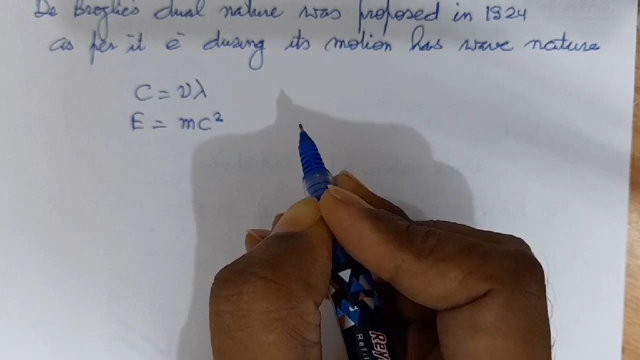 De Broglie's dual nature was proposed in 1924
as per it ē during its motion has wave nature
C = νλ
E = mc²
Rey